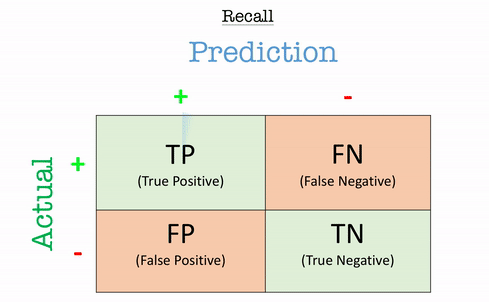 Recall
Prediction
+ -
Actual
+
TP
(True Positive)
FN
(False Negative)
-
FP
(False Positive)
TN
(True Negative)